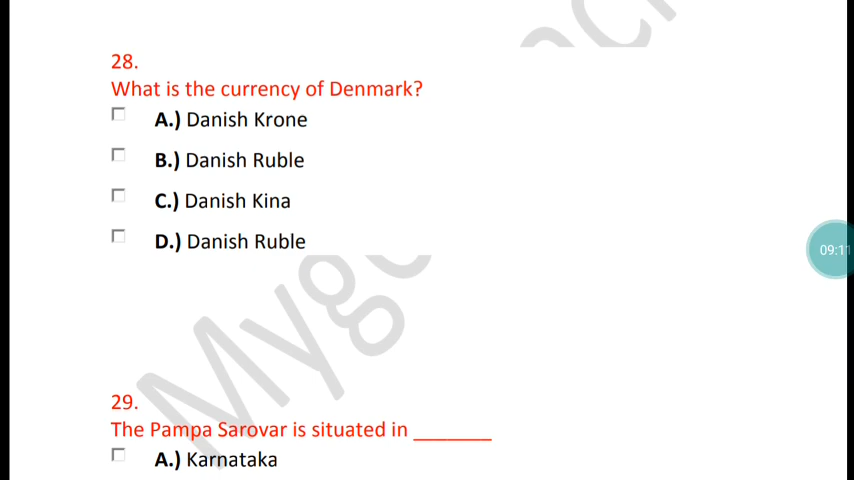 28.
What is the currency of Denmark?
A.) Danish Krone
B.) Danish Ruble
C.) Danish Kina
D.) Danish Ruble
09:11
29.
The Pampa Sarovar is situated in _______
A.) Karnataka